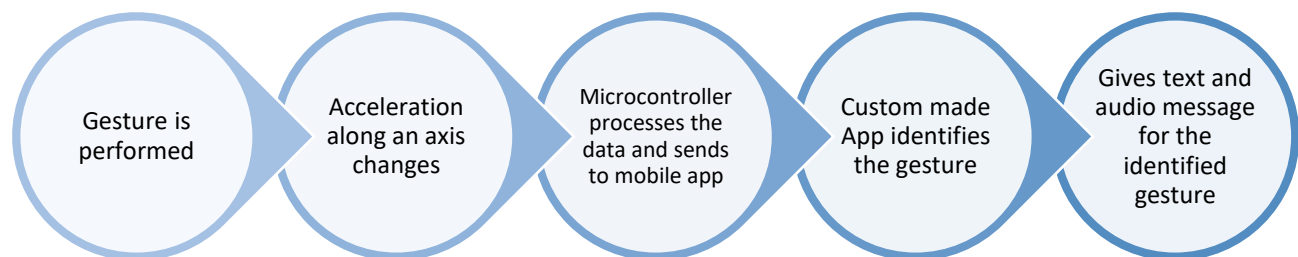 Gesture is
performed
Acceleration
along an axis
changes
Microcontroller
processes the
data and sends
to mobile app
Custom made
App identifies
the gesture
Gives text and
audio message
for the
identified
gesture